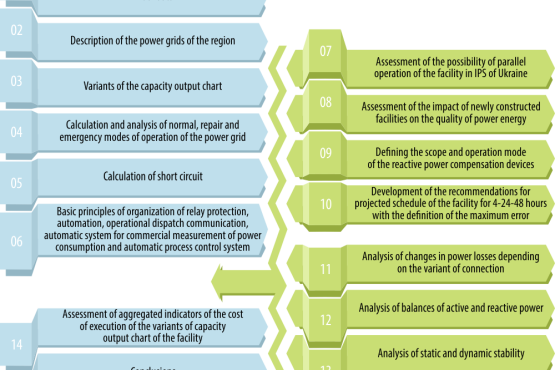 02
Description of the power grids of the region
03
Variants of the capacity output chart
04
Calculation and analysis of normal, repair and
emergency modes of operation of the power grid
05
Calculation of short circuit
06
Basic principles of organization of relay protection,
automation, operational dispatch communication,
automatic system for commercial measurement of power
consumption and automatic process control system
14
Assessment of aggregated indicators of the cost
of execution of the variants of capacity
output chart of the facility
Conclusions
07
Assessment of the possibility of parallel
operation of the facility in IPS of Ukraine
08
Assessment of the impact of newly constructed
facilities on the quality of power energy
09
Defining the scope and operation mode
of the reactive power compensation devices
10
Development of the recommendations for
projected schedule of the facility for 4-24-48 hours
with the definition of the maximum error
11
Analysis of changes in power losses depending
on the variant of connection
12
Analysis of balances of active and reactive power
13
Analysis of static and dynamic stability